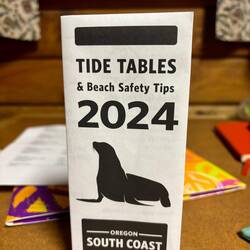 TIDE TABLES
& Beach Safety Tips
2024
OREGON
SOUTH COAST